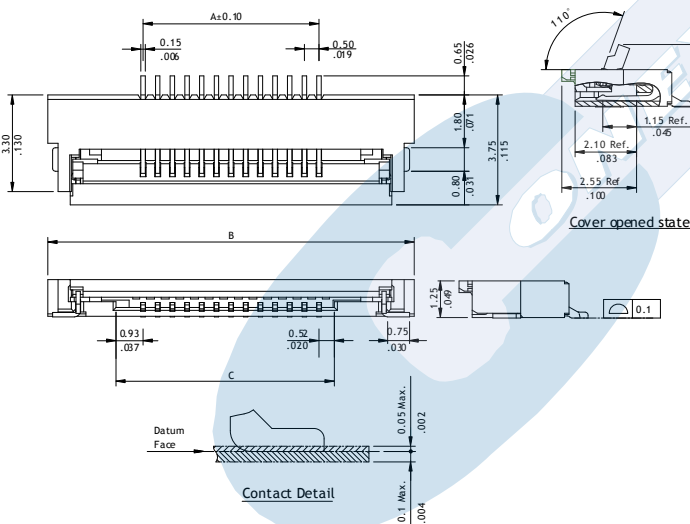 A±0.10
0.15
.006
0.50
.019
0.65
.026
110°
3.30
.130
1.80
.071
3.75
.115
0.80
.031
1.15 Ref.
.045
2.10 Ref.
.083
2.55 Ref
.100
Cover opened state
B
1.25
.049
0.1
0.93
.037
0.52
.020
0.75
.030
C
Datum
Face
0.05 Max.
.002
0.1 Max.
.004
Contact Detail